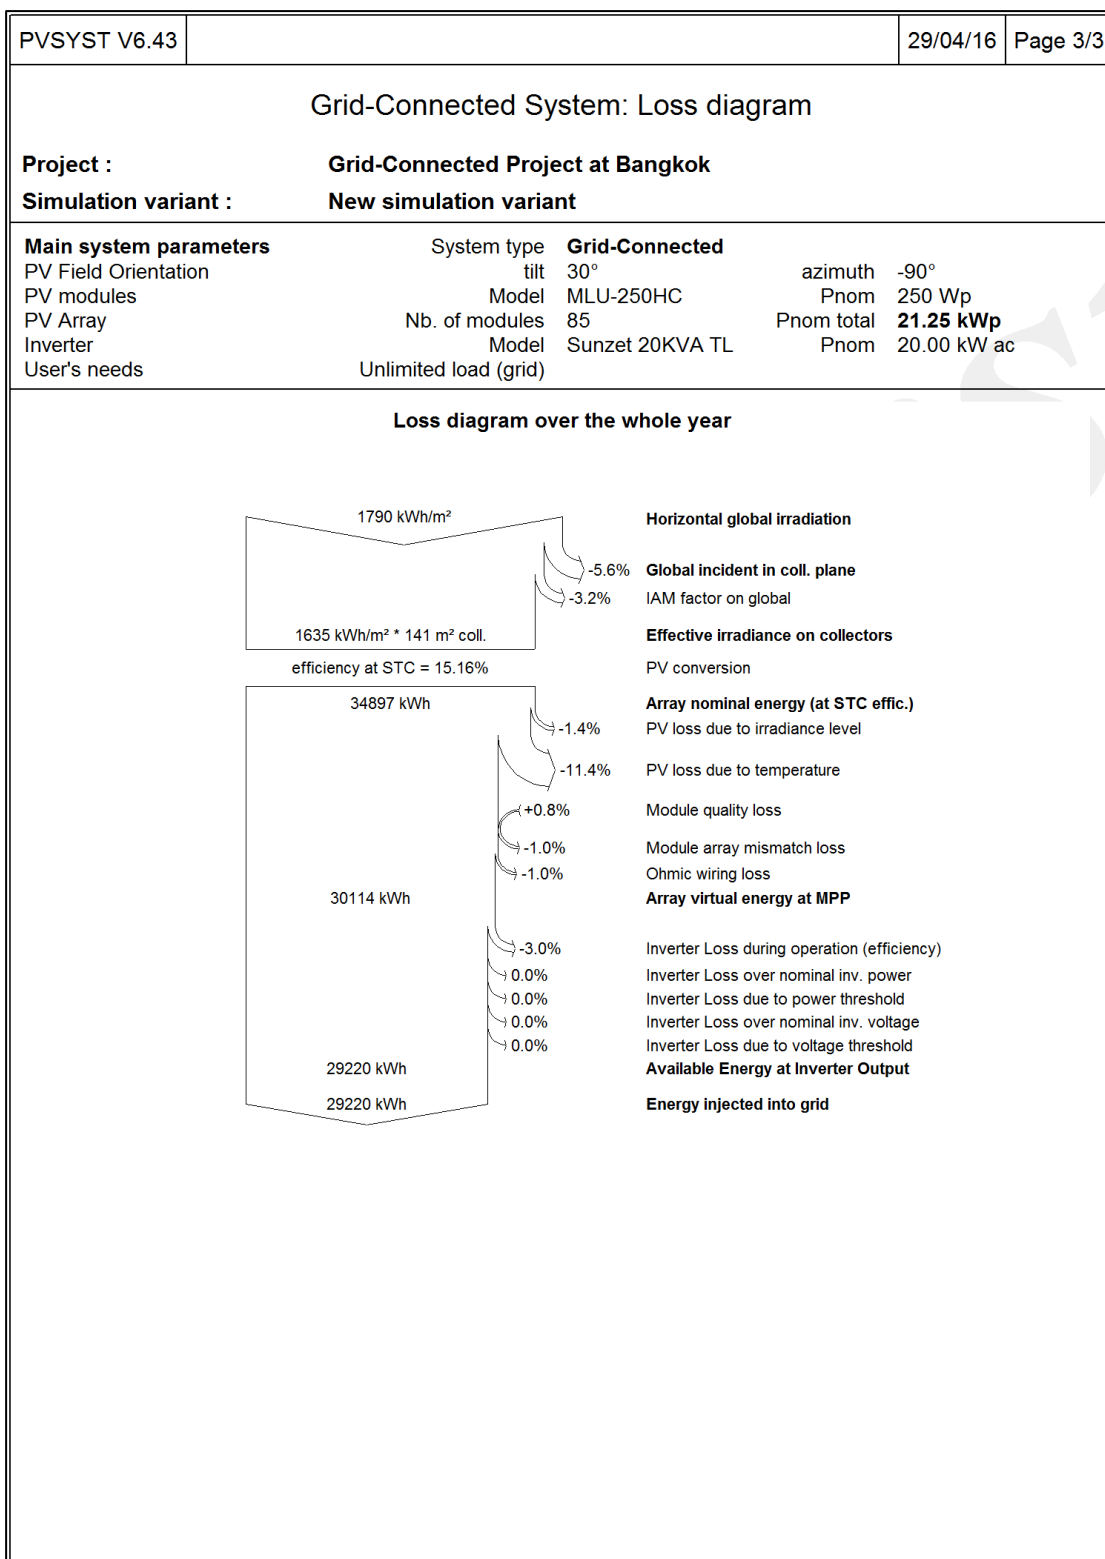 PVSYST V6.43 29/04/16 Page 3/3
Grid-Connected System: Loss diagram
Project : Grid-Connected Project at Bangkok
Simulation variant : New simulation variant
Main system parameters System type Grid-Connected
PV Field Orientation tilt 30° azimuth -90°
PV modules Model MLU-250HC Pnom 250 Wp
PV Array Nb. of modules 85 Pnom total 21.25 kWp
Inverter Model Sunzet 20KVA TL Pnom 20.00 kW ac
User's needs Unlimited load (grid)
Loss diagram over the whole year
1790 kWh/m² Horizontal global irradiation
-5.6% Global incident in coll. plane
-3.2% IAM factor on global
1635 kWh/m² * 141 m² coll. Effective irradiance on collectors
efficiency at STC = 15.16% PV conversion
34897 kWh Array nominal energy (at STC effic.)
-1.4% PV loss due to irradiance level
-11.4% PV loss due to temperature
+0.8% Module quality loss
-1.0% Module array mismatch loss
-1.0% Ohmic wiring loss
30114 kWh Array virtual energy at MPP
-3.0% Inverter Loss during operation (efficiency)
0.0% Inverter Loss over nominal inv. power
0.0% Inverter Loss due to power threshold
0.0% Inverter Loss over nominal inv. voltage
0.0% Inverter Loss due to voltage threshold
29220 kWh Available Energy at Inverter Output
29220 kWh Energy injected into grid